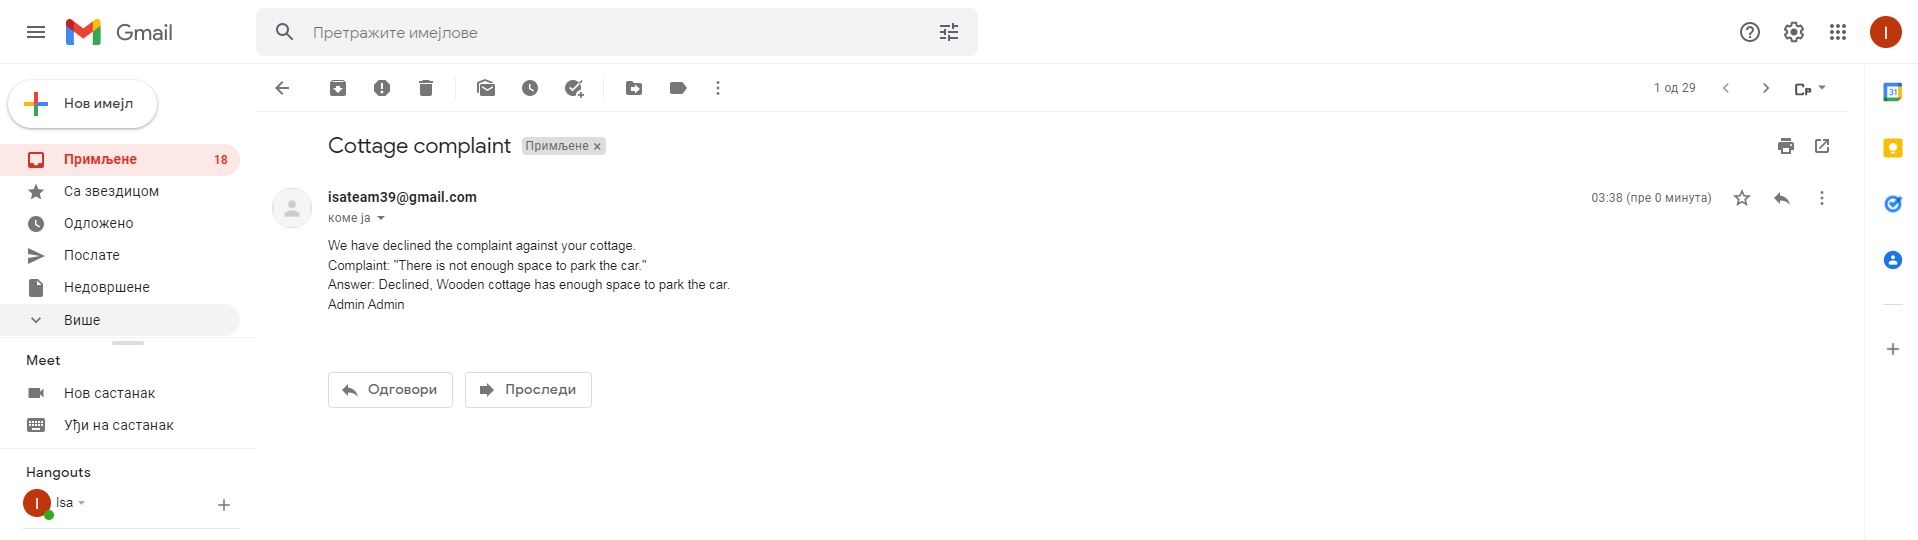 Gmail
Претражите имејлове
I
Нов имејл
1 од 29
Ср
31
Cottage complaint Примљене ×
Примљене 18
Са звездицом
Одложено
Послате
Недовршене
Више
isateam39@gmail.com
03:38 (пре 0 минута)
коме ја
We have declined the complaint against your cottage.
Complaint: "There is not enough space to park the car."
Answer: Declined, Wooden cottage has enough space to park the car.
Admin Admin
Одговори
Проследи
Meet
Нов састанак
Уђи на састанак
Hangouts
I Isa